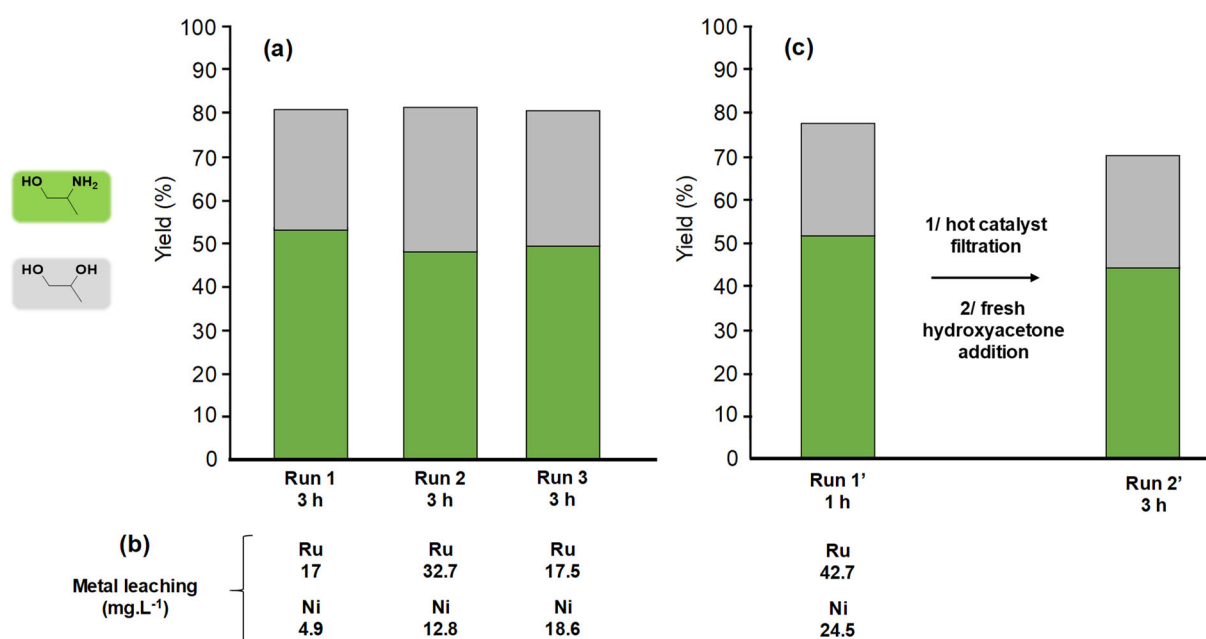 HO NH2
HO OH
(a)
Yield (%)
100
90
80
70
60
50
40
30
20
10
0
Run 1 Run 2 Run 3
3 h 3 h 3 h
(c)
Yield (%)
100
90
80
70
60
50
40
30
20
10
0
1/ hot catalyst
filtration
2/ fresh
hydroxyacetone
addition
Run 1’ Run 2’
1 h 3 h
(b)
Metal leaching
(mg.L-1)
Ru Ru Ru Ru
17 32.7 17.5 42.7
Ni Ni Ni Ni
4.9 12.8 18.6 24.5